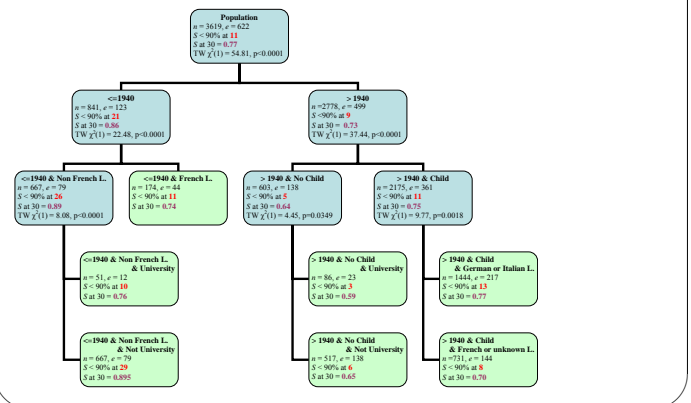 Population
n = 3619, e = 622
S < 90% at 11
S at 30 = 0.77
TW χ²(1) = 54.81, p<0.0001
<=1940
n = 841, e = 123
S < 90% at 21
S at 30 = 0.86
TW χ²(1) = 22.48, p<0.0001
> 1940
n =2778, e = 499
S <90% at 9
S at 30 = 0.73
TW χ²(1) = 37.44, p<0.0001
<=1940 & Non French L.
n = 667, e = 79
S < 90% at 26
S at 30 = 0.89
TW χ²(1) = 8.08, p<0.0001
<=1940 & French L.
n = 174, e = 44
S < 90% at 11
S at 30 = 0.74
> 1940 & No Child
n = 603, e = 138
S < 90% at 5
S at 30 = 0.64
TW χ²(1) = 4.45, p=0.0349
> 1940 & Child
n = 2175, e = 361
S < 90% at 11
S at 30 = 0.75
TW χ²(1) = 9.77, p=0.0018
<=1940 & Non French L.
& University
n = 51, e = 12
S < 90% at 10
S at 30 = 0.76
> 1940 & No Child
& University
n = 86, e = 23
S < 90% at 3
S at 30 = 0.59
> 1940 & Child
& German or Italian L.
n = 1444, e = 217
S < 90% at 13
S at 30 = 0.77
<=1940 & Non French L.
& Not University
n = 667, e = 79
S < 90% at 29
S at 30 = 0.895
> 1940 & No Child
& Not University
n = 517, e = 138
S < 90% at 6
S at 30 = 0.65
> 1940 & Child
& French or unknown L.
n =731, e = 144
S < 90% at 8
S at 30 = 0.70